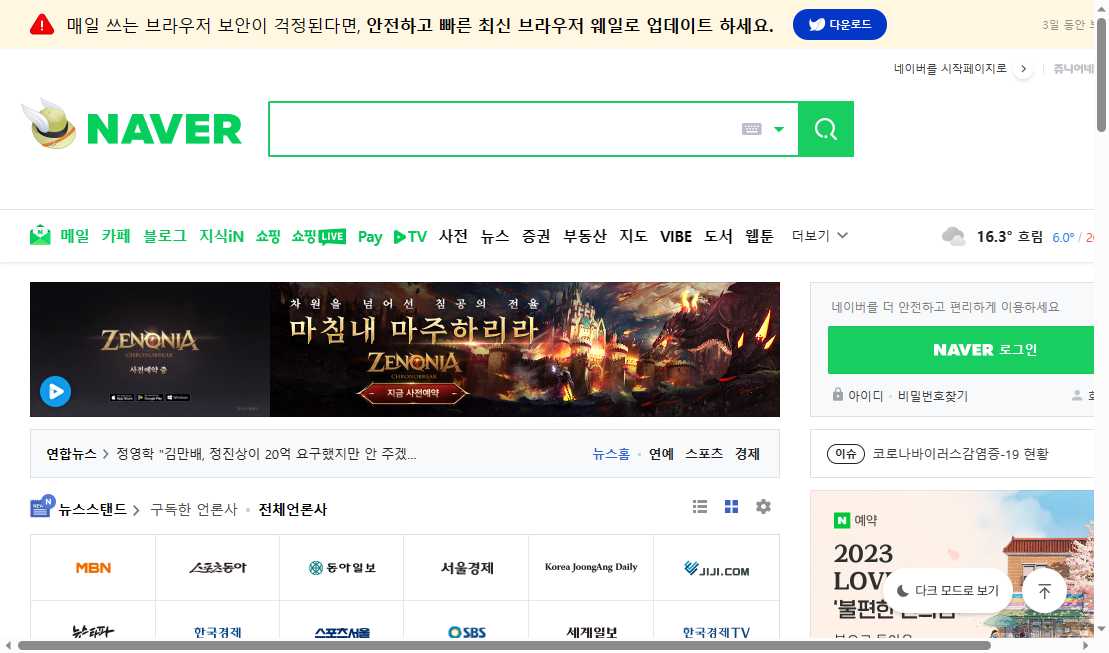 매일 쓰는 브라우저 보안이 걱정된다면, 안전하고 빠른 최신 브라우저 웨일로 업데이트 하세요.
다운로드
3일 동안
네이버를 시작페이지로
쥬니어네
NAVER
메일 카페 블로그 지식iN 쇼핑 쇼핑LIVE Pay TV 사전 뉴스 증권 부동산 지도 VIBE 도서 웹툰 더보기
16.3° 흐림 6.0° /
ZENONIA
CHRONOBREAK
사전예약 중
App Store Google Play Windows
차원을 넘어선 침공의 전율
마침내 마주하리라
ZENONIA
CHRONOBREAK
지금 사전예약
네이버를 더 안전하고 편리하게 이용하세요
NAVER 로그인
아이디 · 비밀번호찾기
연합뉴스 > 정영학 "김만배, 정진상이 20억 요구했지만 안 주겠...
뉴스홈 · 연예 스포츠 경제
이슈 코로나바이러스감염증-19 현황
NEW N 뉴스스탠드 > 구독한 언론사 · 전체언론사
MBN 스포츠동아 동아일보 서울경제 Korea JoongAng Daily JIJI.COM
뉴스타파 한국경제 스포츠서울 SBS 세계일보 한국경제TV
N 예약
2023
LOV
'불편한
다크 모드로 보기